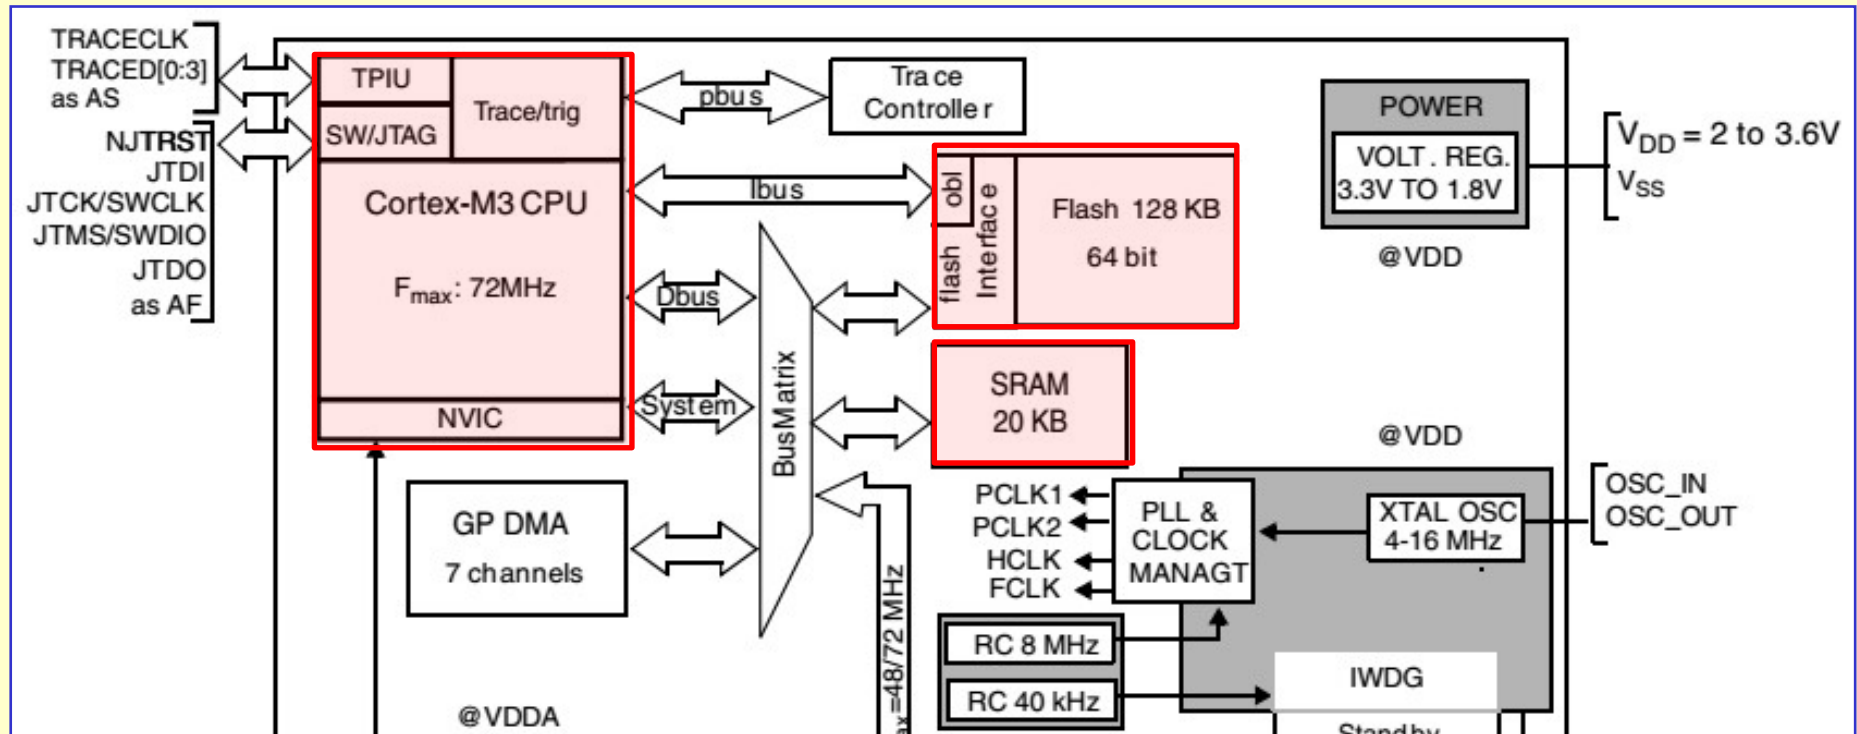 TRACECLK
TRACED[0:3]
as AS
NJTRST
JTDI
JTCK/SWCLK
JTMS/SWDIO
JTDO
as AF
TPIU
SW/JTAG
Trace/trig
Cortex-M3 CPU
Fmax: 72MHz
NVIC
pbus
Trace
Controller
Ibus
Dbus
System
BusMatrix
obl
flash
Interface
Flash 128 KB
64 bit
SRAM
20 KB
POWER
VOLT. REG.
3.3V TO 1.8V
@VDD
VDD = 2 to 3.6V
VSS
@VDD
GP DMA
7 channels
PCLK1
PCLK2
HCLK
FCLK
PLL &
CLOCK
MANAGT
XTAL OSC
4-16 MHz
OSC_IN
OSC_OUT
RC 8 MHz
RC 40 kHz
IWDG
Standby
@VDDA
ax=48/72 MHz